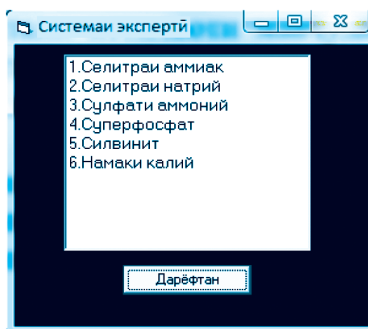 Системаи экспертӣ
1.Селитраи аммиак
2.Селитраи натрий
3.Сулфати аммоний
4.Суперфосфат
5.Силвинит
6.Намаки калий
Дарёфтан